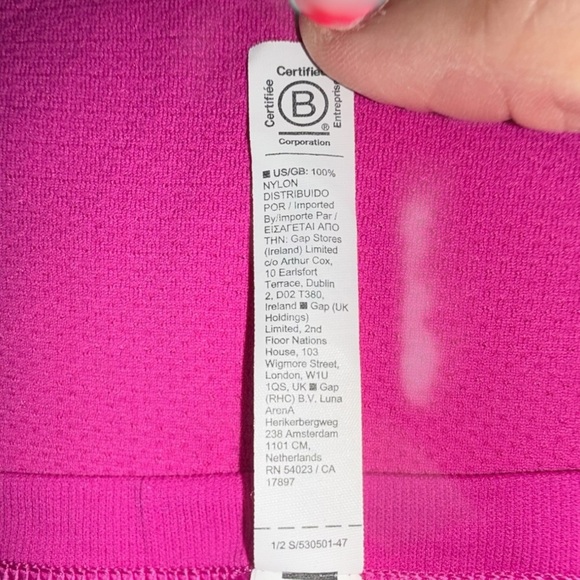 Certified
Certifiée
B
®
Entreprise
Corporation
US/GB: 100%
NYLON
DISTRIBUIDO
POR / Imported
By/Importe Par /
ΕΙΣΑΓΕΤΑΙ ΑΠΟ
ΤΗΝ: Gap Stores
(Ireland) Limited
c/o Arthur Cox,
10 Earlsfort
Terrace, Dublin
2, D02 T380,
Ireland Gap (UK
Holdings)
Limited, 2nd
Floor Nations
House, 103
Wigmore Street,
London, W1U
1QS, UK Gap
(RHC) B.V. Luna
ArenA
Herikerbergweg
238 Amsterdam
1101 CM,
Netherlands
RN 54023 / CA
17897
1/2 S/530501-47